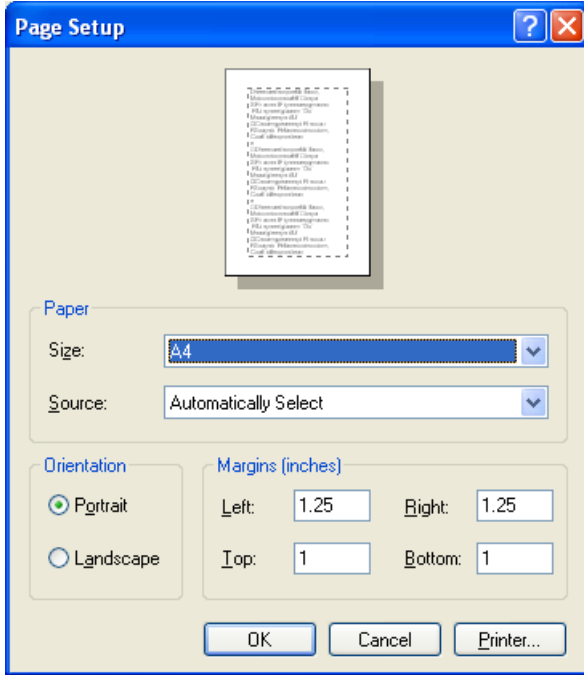 Page Setup
Paper
Size: A4
Source: Automatically Select
Orientation
Portrait
Landscape
Margins (inches)
Left: 1.25 Right: 1.25
Top: 1 Bottom: 1
OK Cancel Printer...